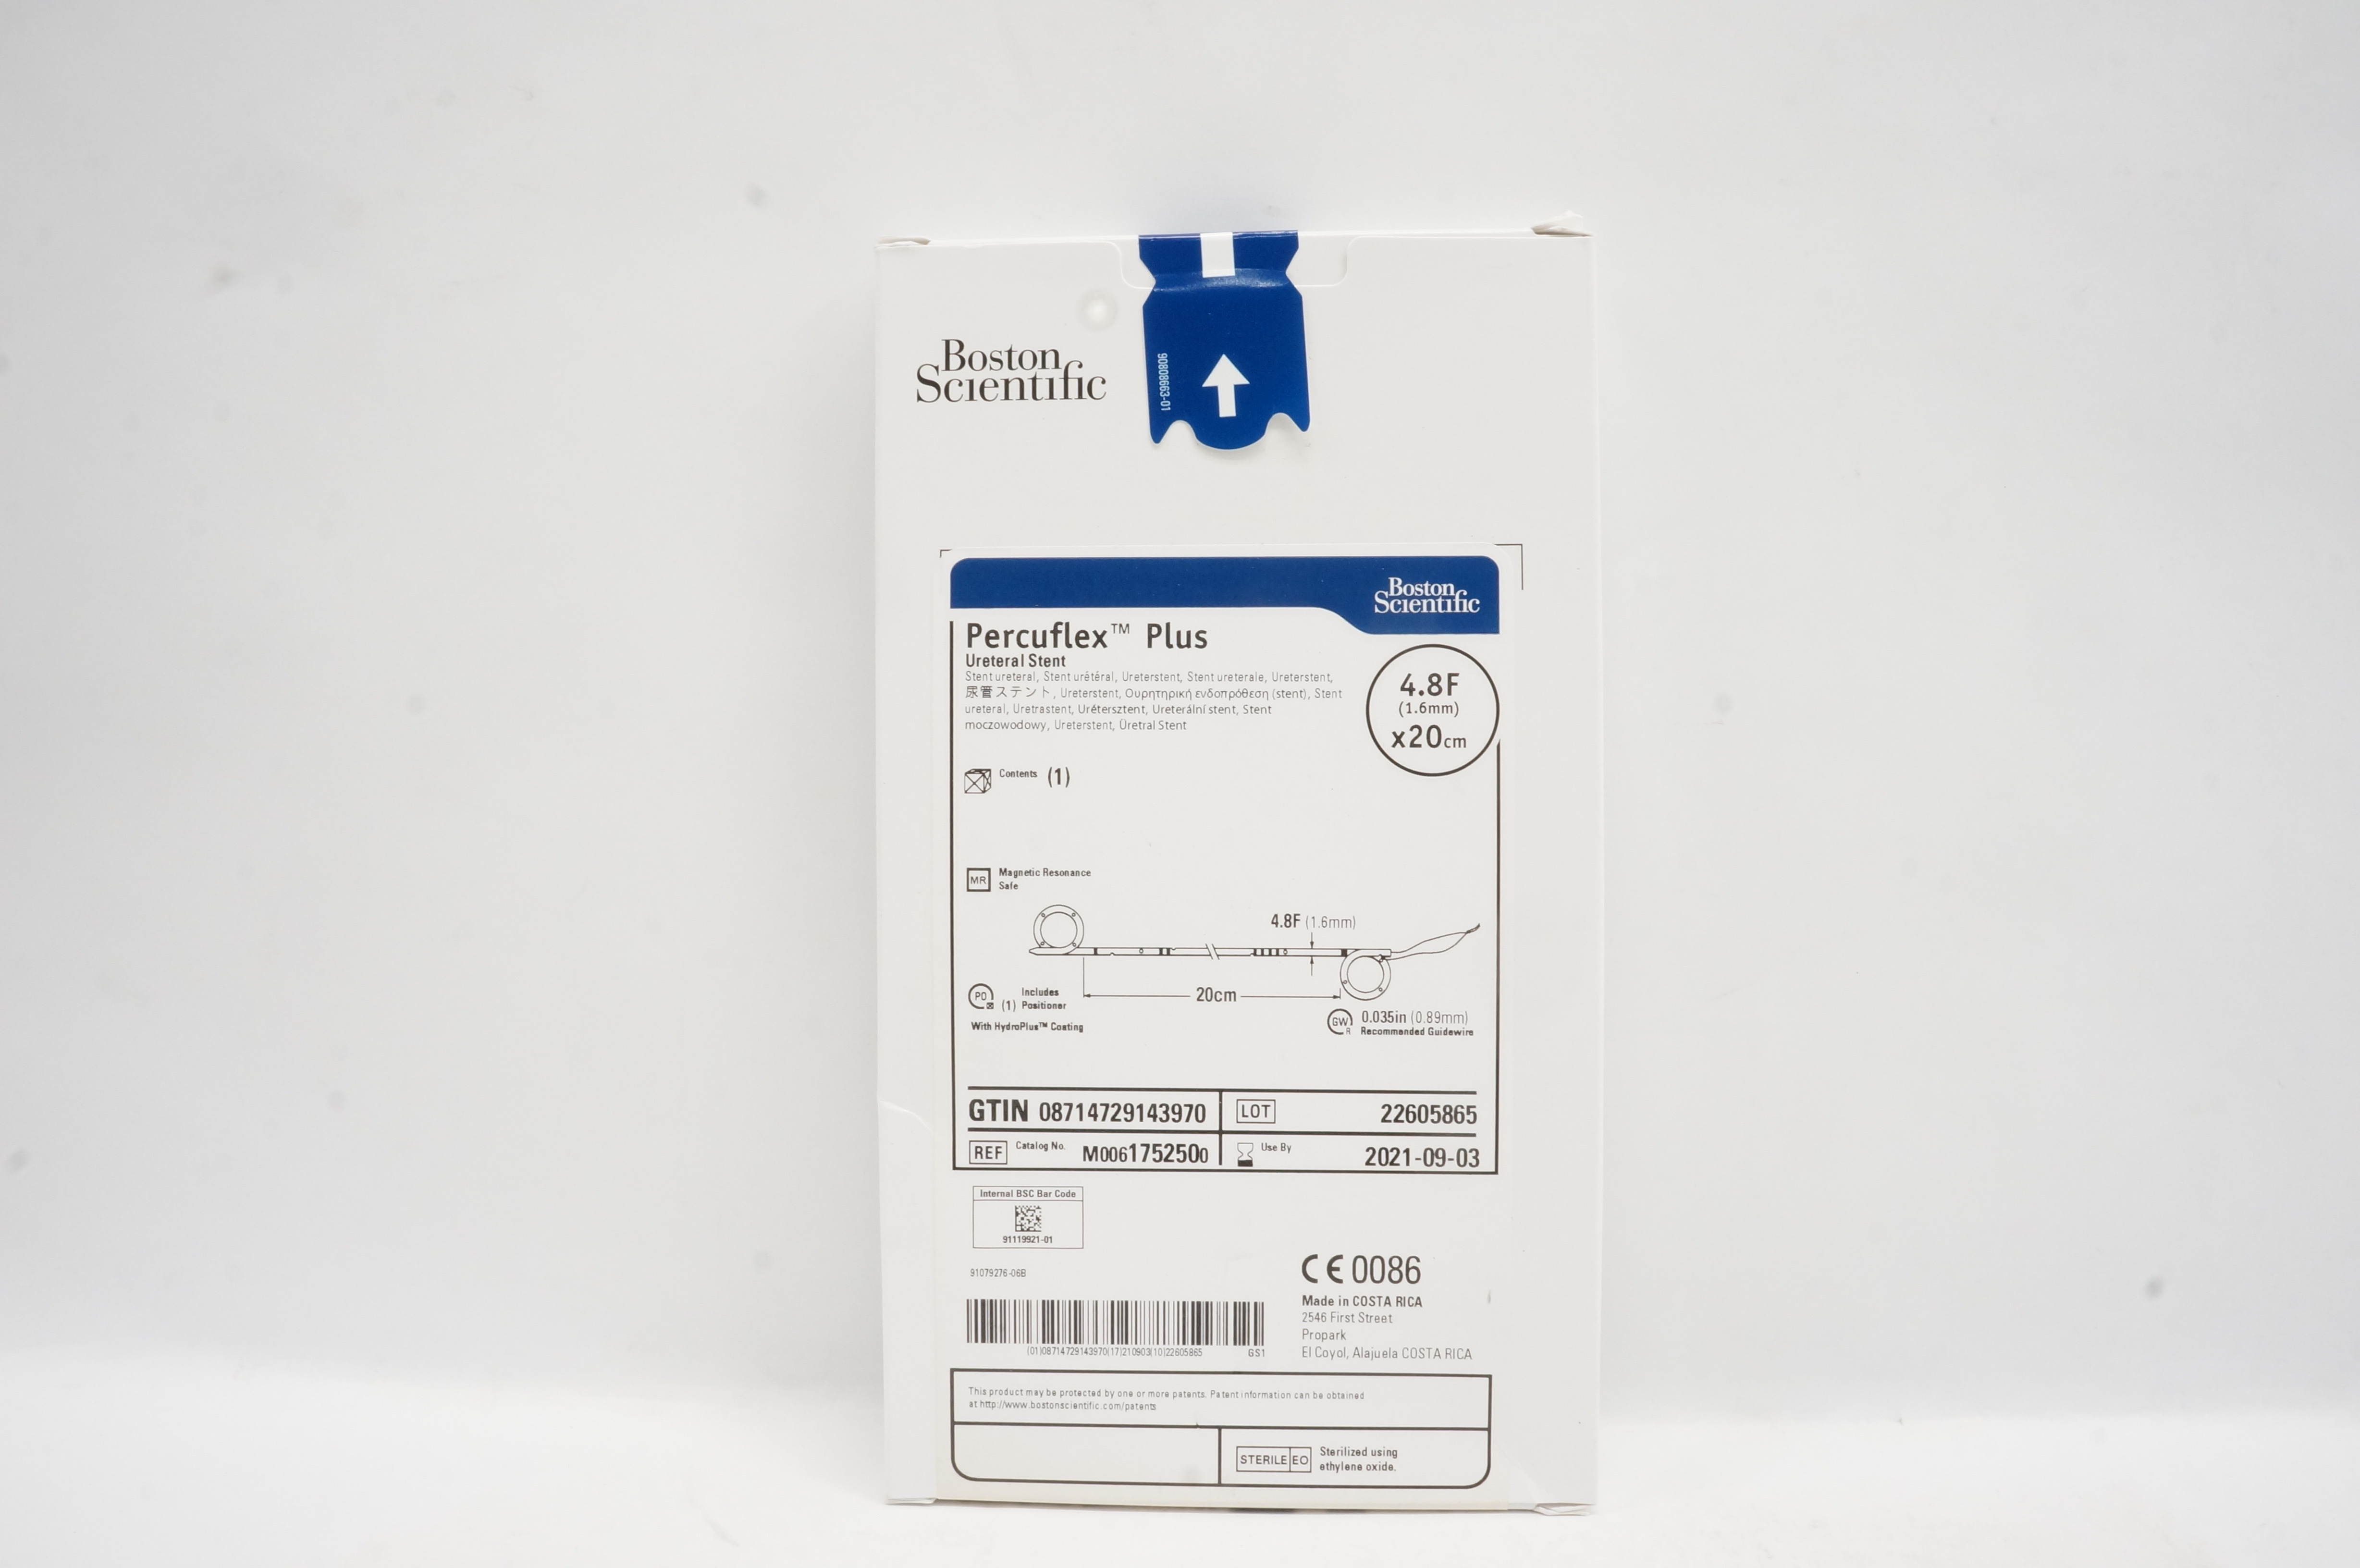 Boston
Scientific
90808663-01
Boston
Scientific
Percuflex™ Plus
Ureteral Stent
Stent ureteral, Stent urétéral, Ureterstent, Stent ureterale, Ureterstent,
尿管ステント, Ureterstent, Ουρητηρική ενδοπρόθεση (stent), Stent
ureteral, Uretrastent, Urétersztent, Ureterální stent, Stent
moczowodowy, Ureterstent, Üretral Stent
4.8F
(1.6mm)
x20cm
Contents (1)
MR Magnetic Resonance
Safe
4.8F (1.6mm)
20cm
PD (1) Includes
Positioner
With HydroPlus™ Coating
GW R 0.035in (0.89mm)
Recommended Guidewire
GTIN 08714729143970
LOT 22605865
REF Catalog No. M0061752500
Use By 2021-09-03
Internal BSC Bar Code
91119921-01
91079276-06B
(01)08714729143970(17)210903(10)22605865 GS1
CE 0086
Made in COSTA RICA
2546 First Street
Propark
El Coyol, Alajuela COSTA RICA
This product may be protected by one or more patents. Patent information can be obtained
at http://www.bostonscientific.com/patents
STERILE EO Sterilized using
ethylene oxide.